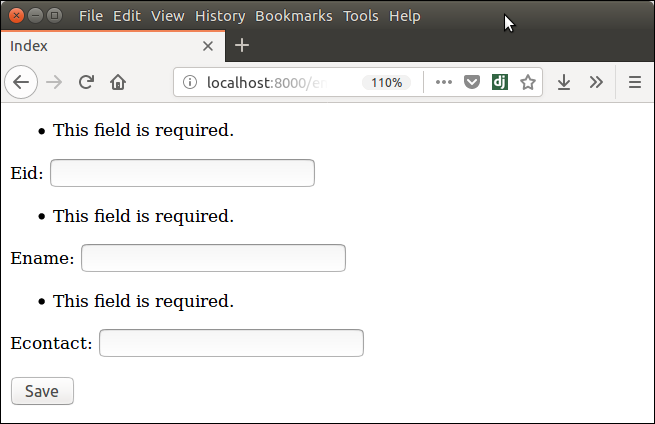 File Edit View History Bookmarks Tools Help
Index
localhost:8000/em 110%
dj
This field is required.
Eid:
This field is required.
Ename:
This field is required.
Econtact:
Save